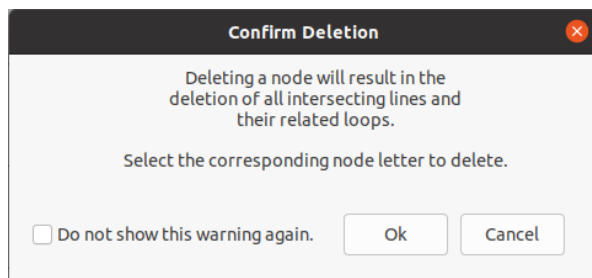 Confirm Deletion
Deleting a node will result in the
deletion of all intersecting lines and
their related loops.
Select the corresponding node letter to delete.
Do not show this warning again.
Ok
Cancel